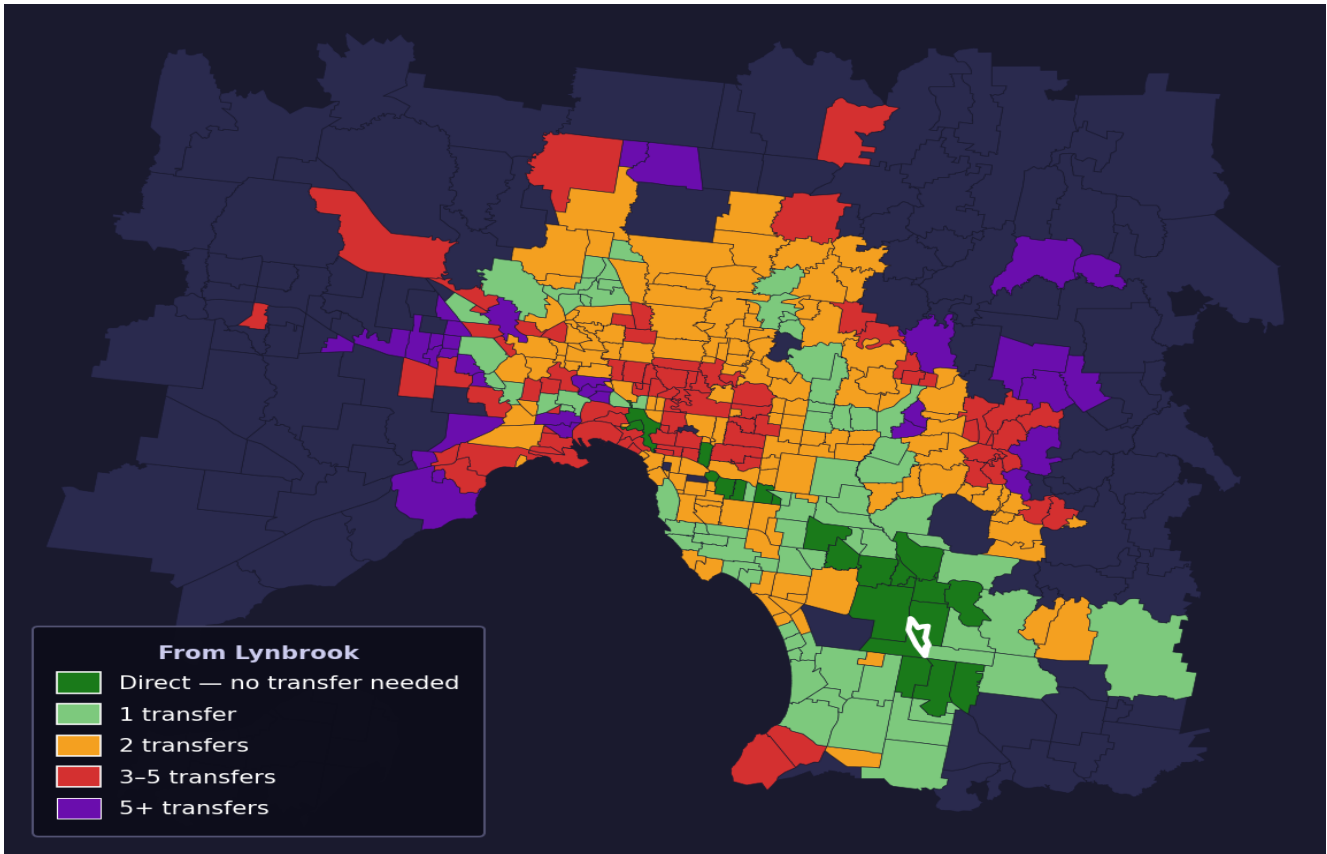 From Lynbrook
Direct — no transfer needed
1 transfer
2 transfers
3–5 transfers
5+ transfers